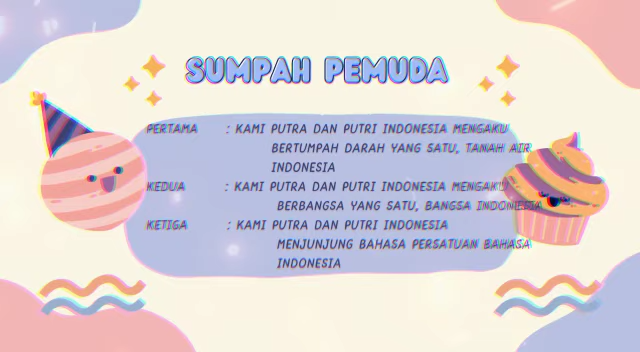 SUMPAH PEMUDA
PERTAMA : KAMI PUTRA DAN PUTRI INDONESIA MENGAKU
BERTUMPAH DARAH YANG SATU, TANAH AIR
INDONESIA
KEDUA : KAMI PUTRA DAN PUTRI INDONESIA MENGAKU
BERBANGSA YANG SATU, BANGSA INDONESIA
KETIGA : KAMI PUTRA DAN PUTRI INDONESIA
MENJUNJUNG BAHASA PERSATUAN BAHASA
INDONESIA